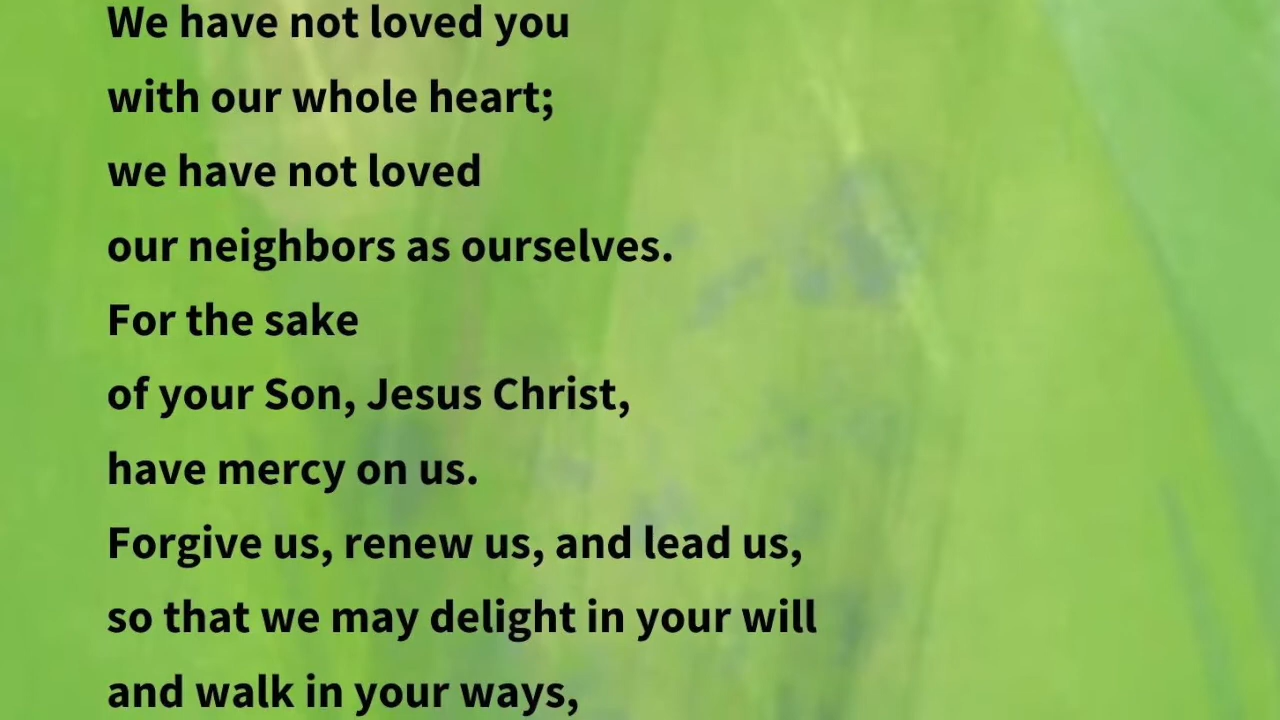 We have not loved you
with our whole heart;
we have not loved
our neighbors as ourselves.
For the sake
of your Son, Jesus Christ,
have mercy on us.
Forgive us, renew us, and lead us,
so that we may delight in your will
and walk in your ways,